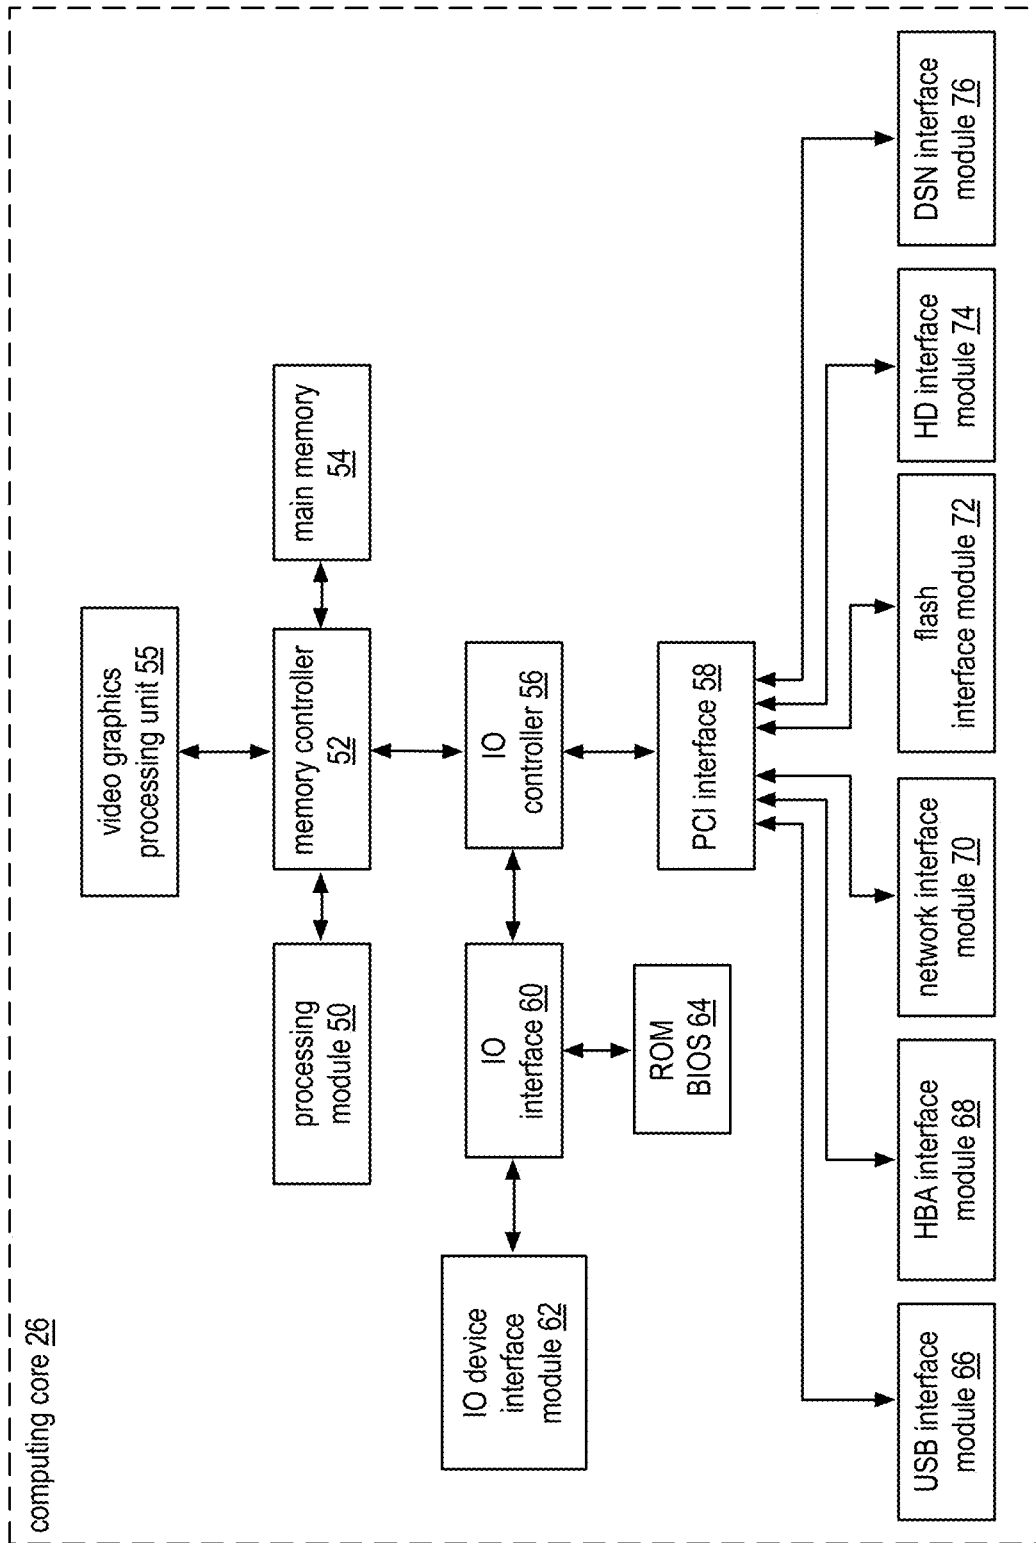 computing core 26
video graphics
processing unit 55
processing
module 50
memory controller
52
main memory
54
IO device
interface
module 62
IO
interface 60
IO
controller 56
ROM
BIOS 64
PCI interface 58
USB interface
module 66
HBA interface
module 68
network interface
module 70
flash
interface module 72
HD interface
module 74
DSN interface
module 76